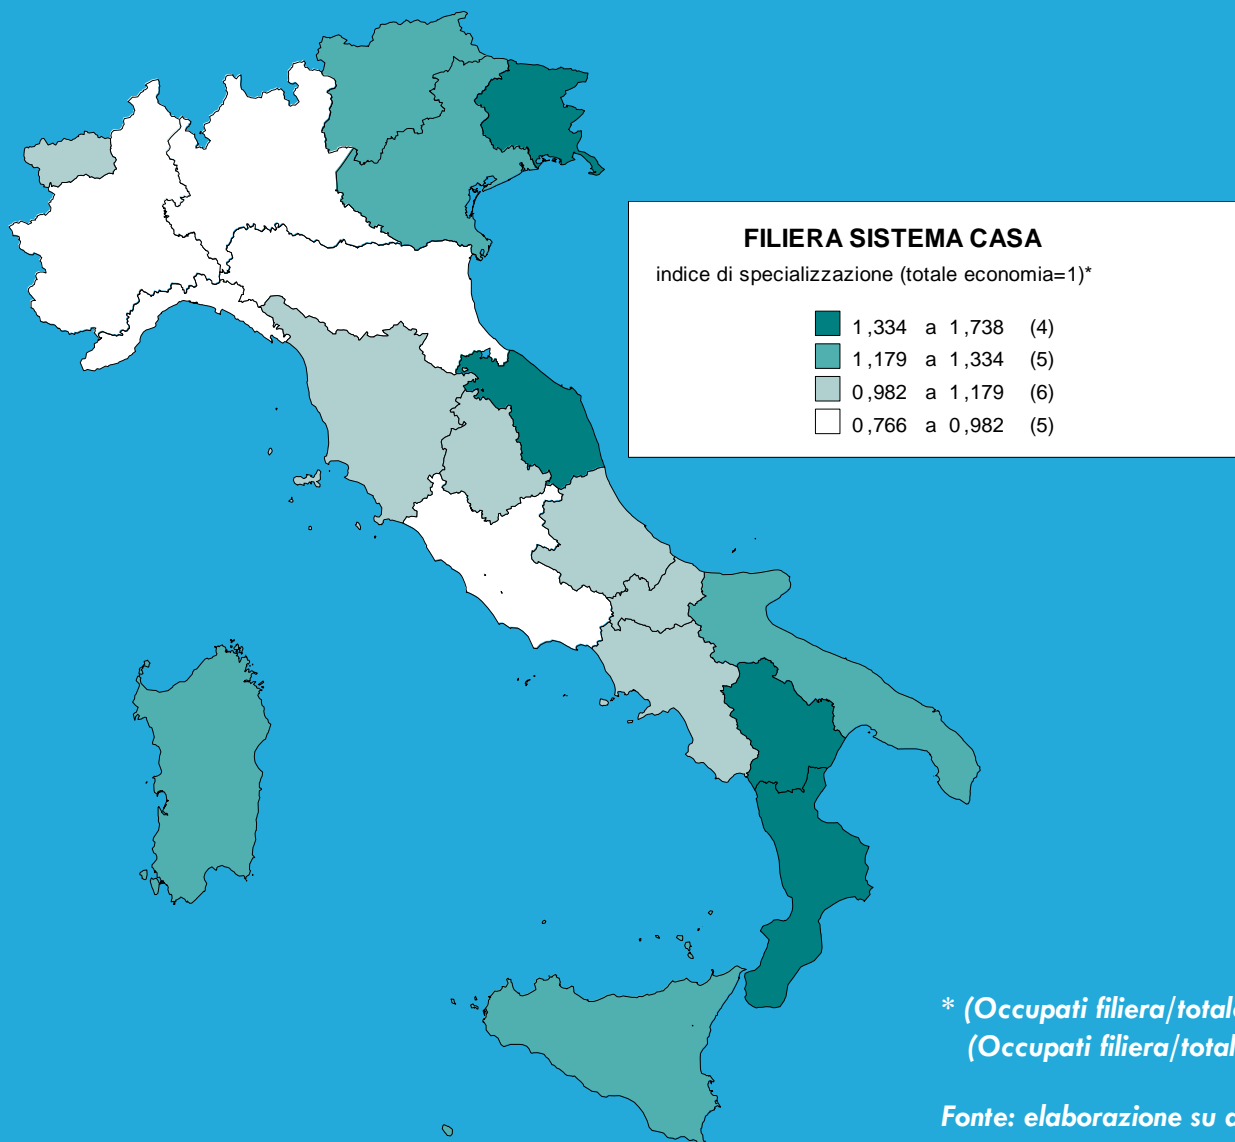 FILIERA SISTEMA CASA
indice di specializzazione (totale economia=1)*
1,334 a 1,738 (4)
1,179 a 1,334 (5)
0,982 a 1,179 (6)
0,766 a 0,982 (5)
* (Occupati filiera/total
(Occupati filiera/total
Fonte: elaborazione su